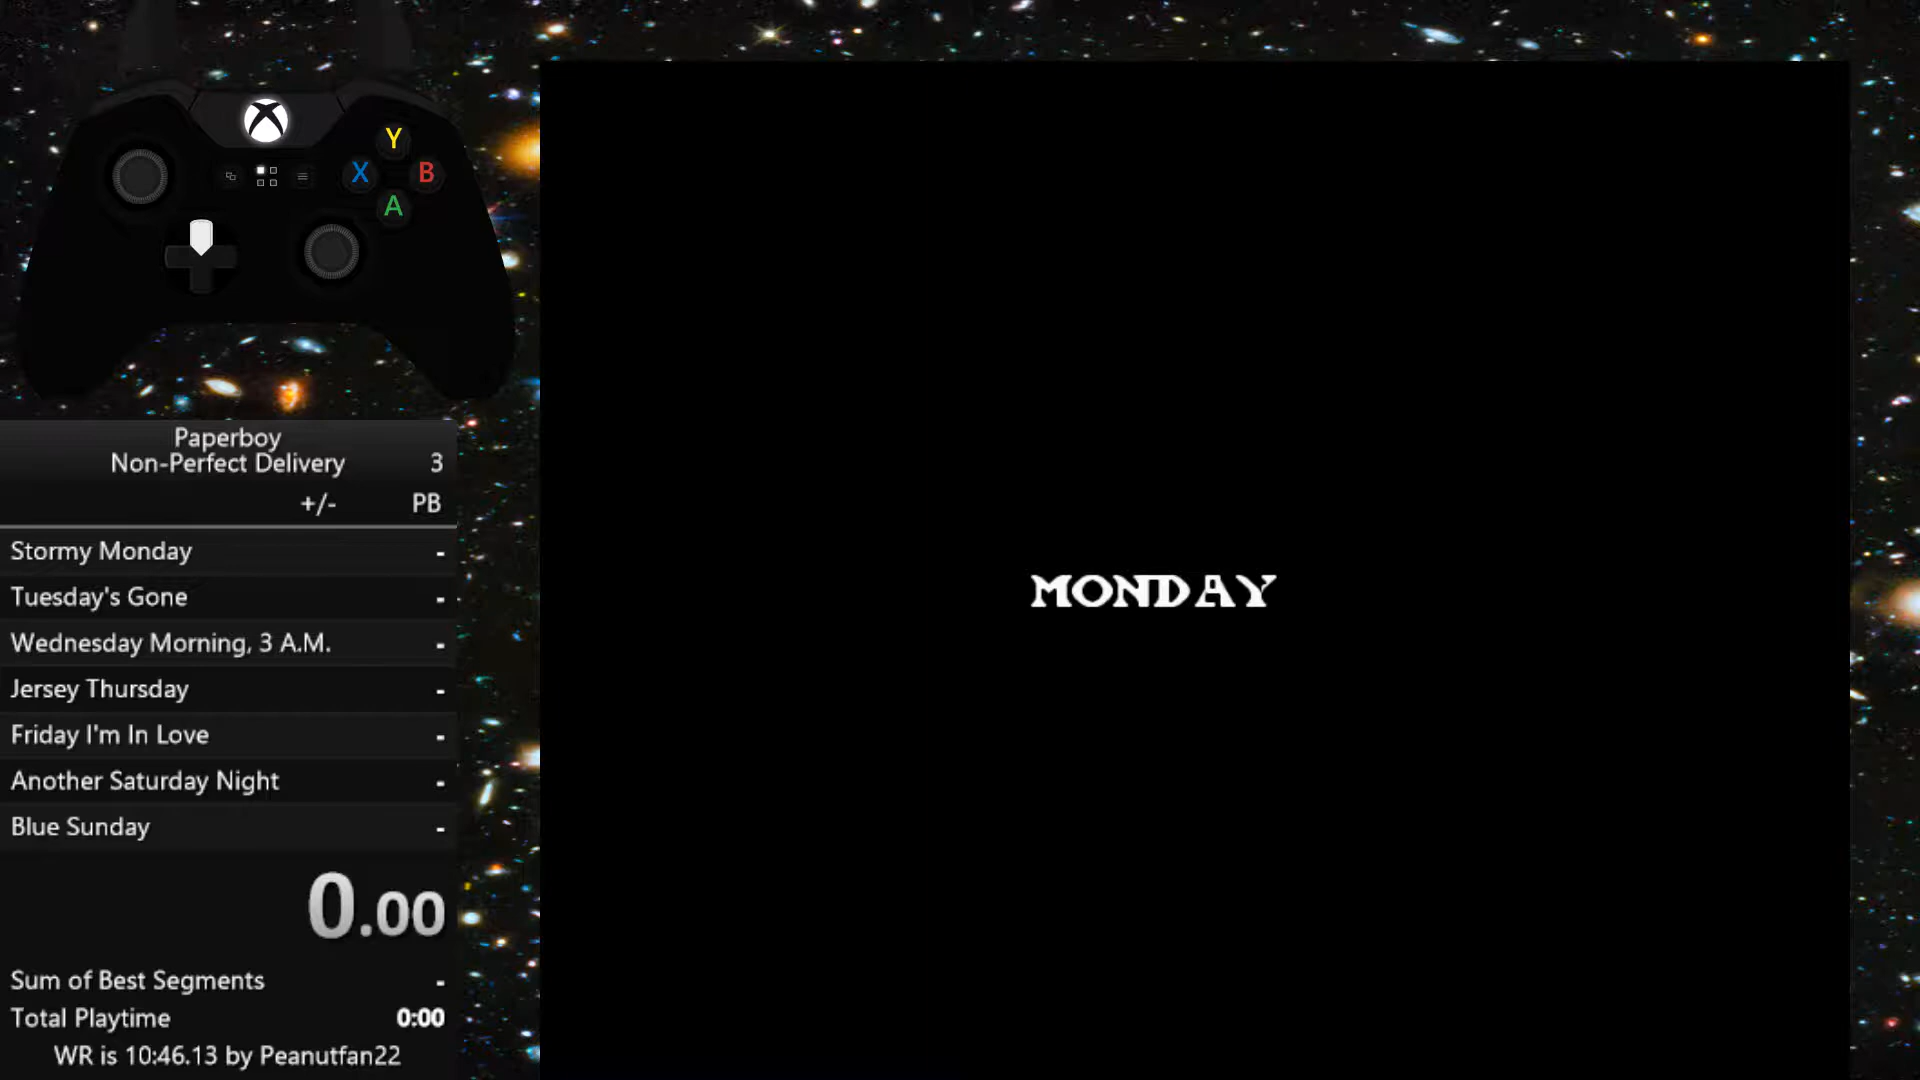 Y
X B
A
Paperboy
Non-Perfect Delivery 3
+/- PB
Stormy Monday -
Tuesday's Gone -
Wednesday Morning, 3 A.M. -
Jersey Thursday -
Friday I'm In Love -
Another Saturday Night -
Blue Sunday -
0.00
Sum of Best Segments -
Total Playtime 0:00
WR is 10:46.13 by Peanutfan22
MONDAY